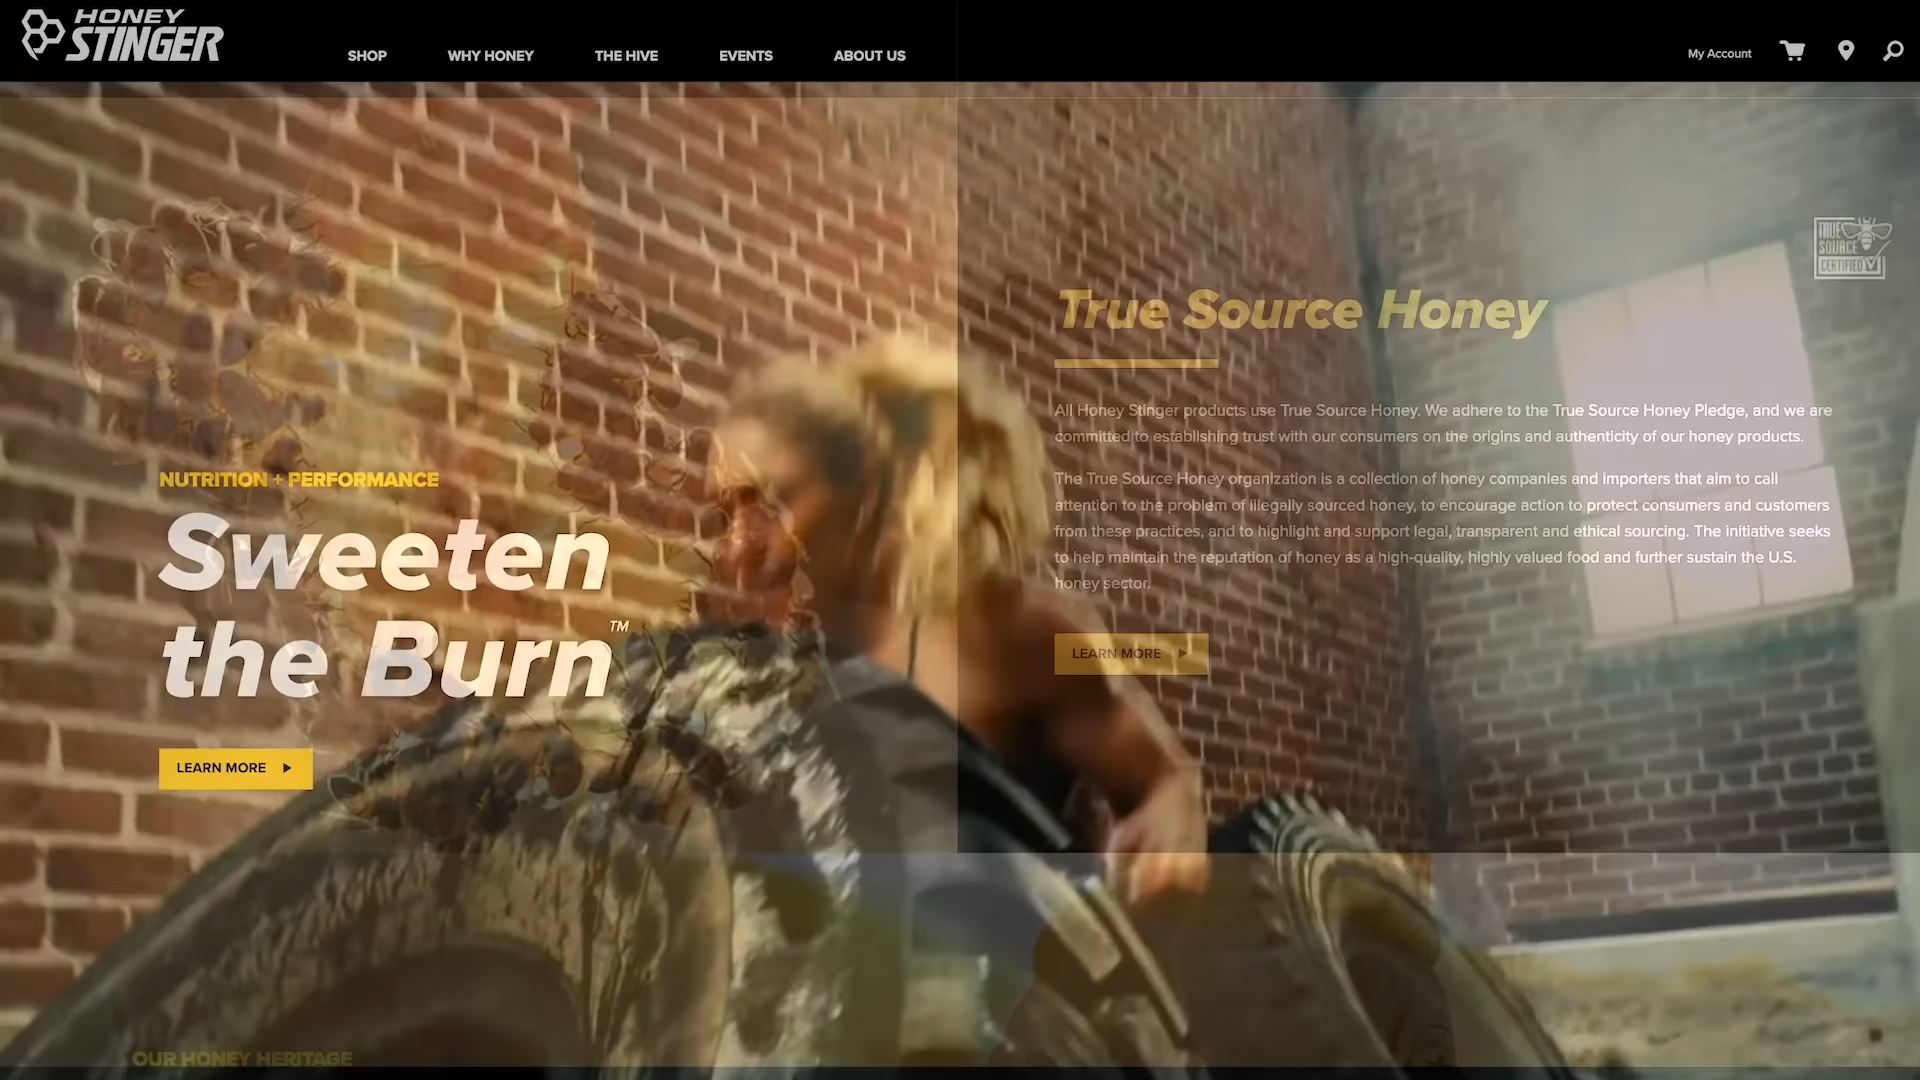 HONEY
STINGER
SHOP WHY HONEY THE HIVE EVENTS ABOUT US
My Account
TRUE
SOURCE
CERTIFIED
NUTRITION + PERFORMANCE
Sweeten
the Burn™
LEARN MORE
True Source Honey
All Honey Stinger products use True Source Honey. We adhere to the True Source Honey Pledge, and we are
committed to establishing trust with our consumers on the origins and authenticity of our honey products.
The True Source Honey organization is a collection of honey companies and importers that aim to call
attention to the problem of illegally sourced honey, to encourage action to protect consumers and customers
from these practices, and to highlight and support legal, transparent and ethical sourcing. The initiative seeks
to help maintain the reputation of honey as a high-quality, highly valued food and further sustain the U.S.
honey sector.
LEARN MORE
OUR HONEY HERITAGE